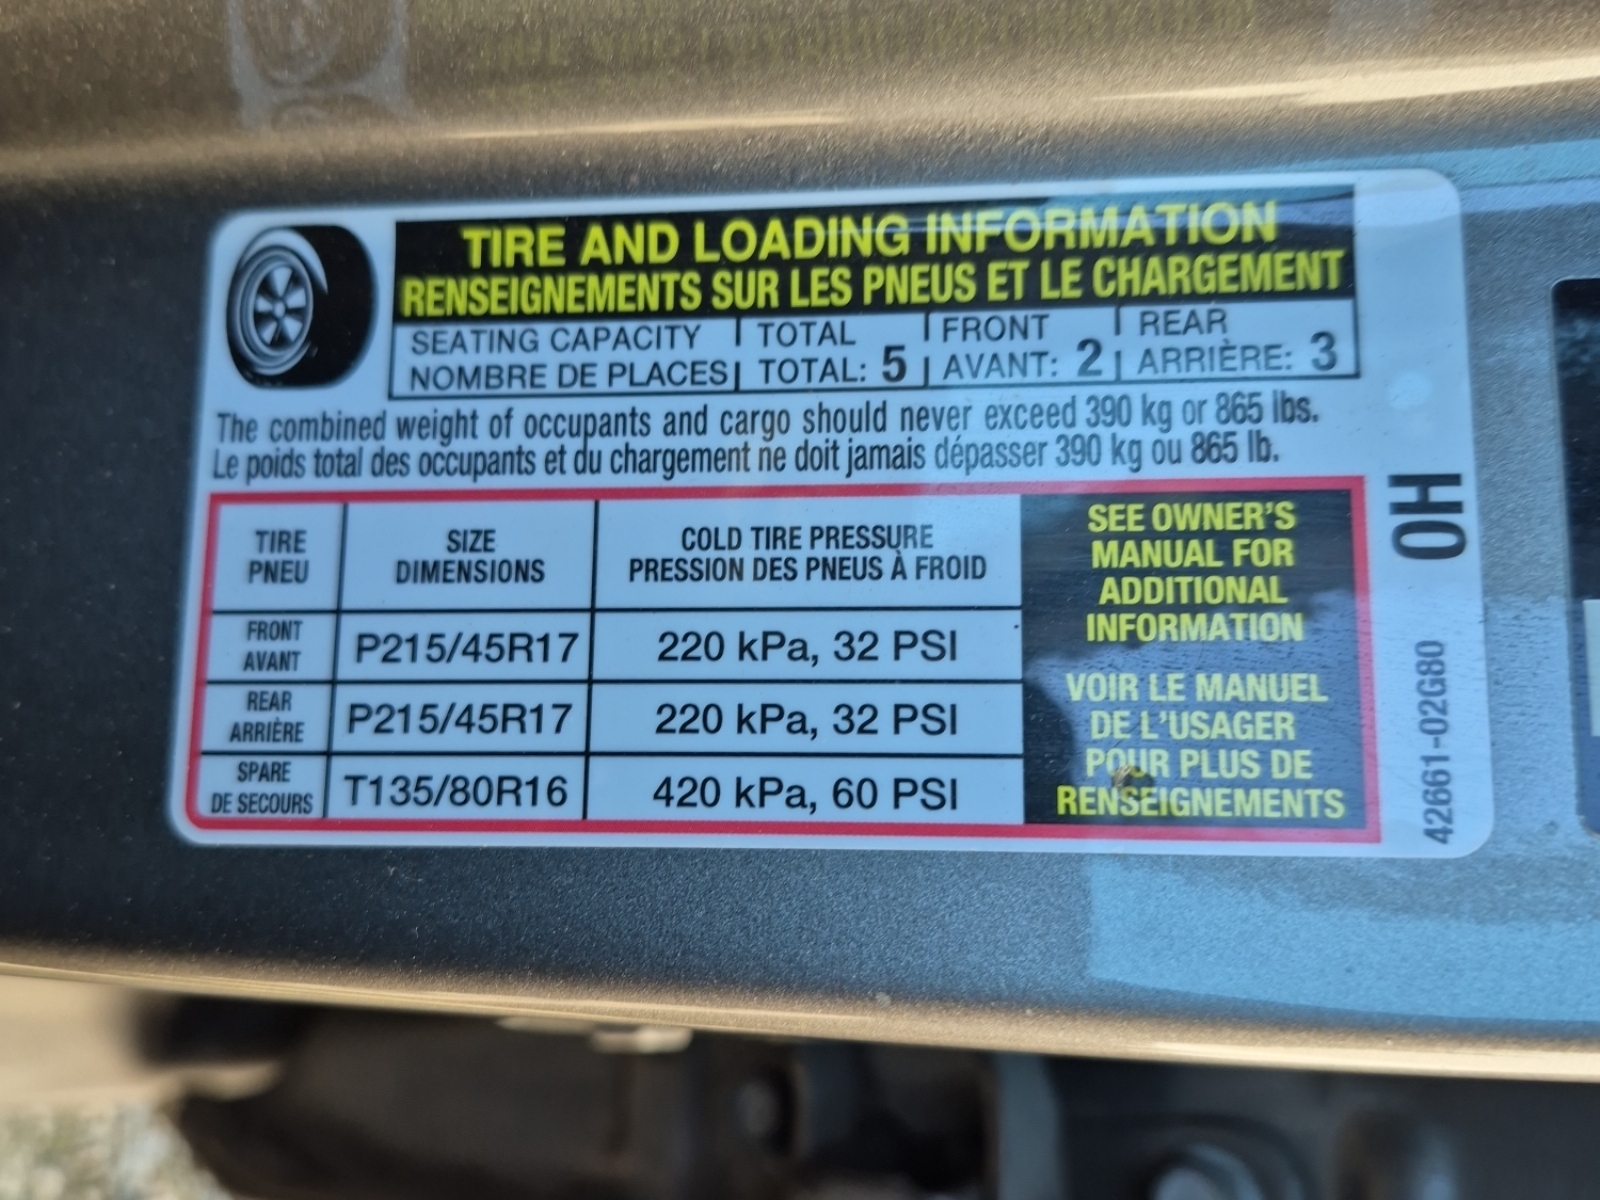 TIRE AND LOADING INFORMATION
RENSEIGNEMENTS SUR LES PNEUS ET LE CHARGEMENT
SEATING CAPACITY TOTAL FRONT REAR
NOMBRE DE PLACES TOTAL: 5 AVANT: 2 ARRIÈRE: 3
The combined weight of occupants and cargo should never exceed 390 kg or 865 lbs.
Le poids total des occupants et du chargement ne doit jamais dépasser 390 kg ou 865 lb.
TIRE SIZE COLD TIRE PRESSURE
PNEU DIMENSIONS PRESSION DES PNEUS À FROID
FRONT
AVANT P215/45R17 220 kPa, 32 PSI
REAR
ARRIÈRE P215/45R17 220 kPa, 32 PSI
SPARE
DE SECOURS T135/80R16 420 kPa, 60 PSI
SEE OWNER'S
MANUAL FOR
ADDITIONAL
INFORMATION
VOIR LE MANUEL
DE L'USAGER
POUR PLUS DE
RENSEIGNEMENTS
0H
42661-02G80